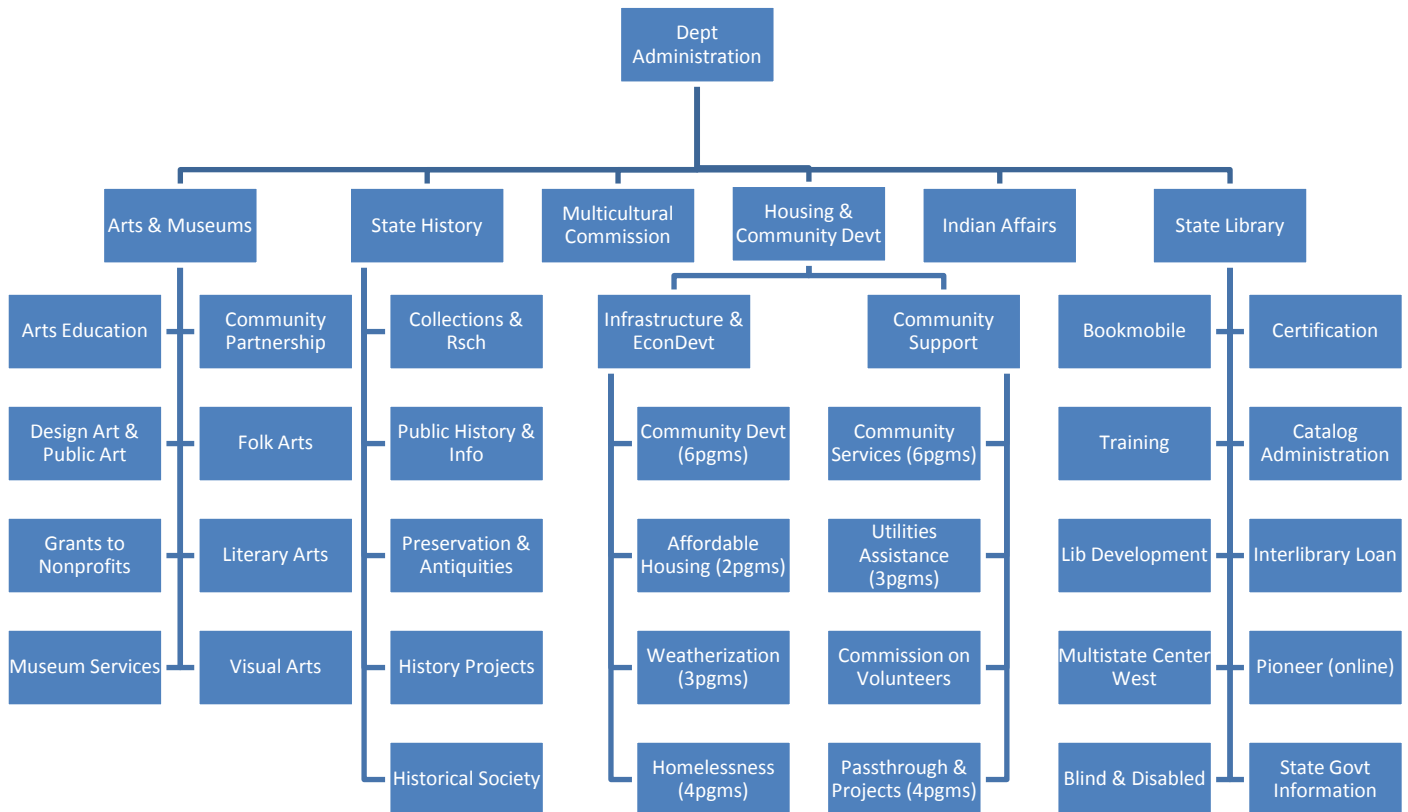 Dept
Administration
Arts & Museums
State History
Multicultural
Commission
Housing &
Community Devt
Indian Affairs
State Library
Arts Education
Community
Partnership
Collections &
Rsch
Infrastructure &
EconDevt
Community
Support
Bookmobile
Certification
Design Art &
Public Art
Folk Arts
Public History &
Info
Community Devt
(6pgms)
Community
Services (6pgms)
Training
Catalog
Administration
Grants to
Nonprofits
Literary Arts
Preservation &
Antiquities
Affordable
Housing (2pgms)
Utilities
Assistance
(3pgms)
Lib Development
Interlibrary Loan
Museum Services
Visual Arts
History Projects
Weatherization
(3pgms)
Commission on
Volunteers
Multistate Center
West
Pioneer (online)
Historical Society
Homelessness
(4pgms)
Passthrough &
Projects (4pgms)
Blind & Disabled
State Govt
Information